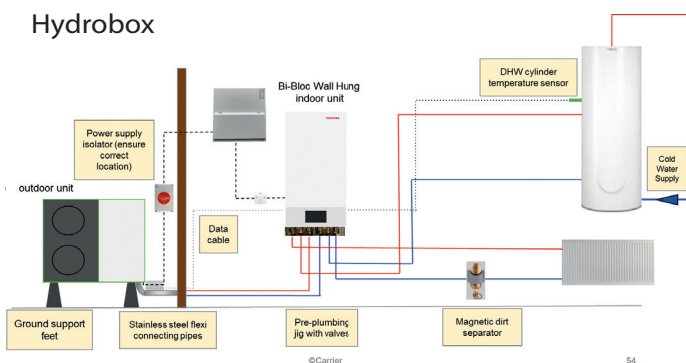 Hydrobox
DHW cylinder
temperature sensor
Bi-Bloc Wall Hung
indoor unit
TOSHIBA
Power supply
isolator (ensure
correct
location)
Cold
Water
Supply
outdoor unit
Data
cable
Ground support
feet
Stainless steel flexi
connecting pipes
Pre-plumbing
jig with valves
Magnetic dirt
separator
©Carrier
54